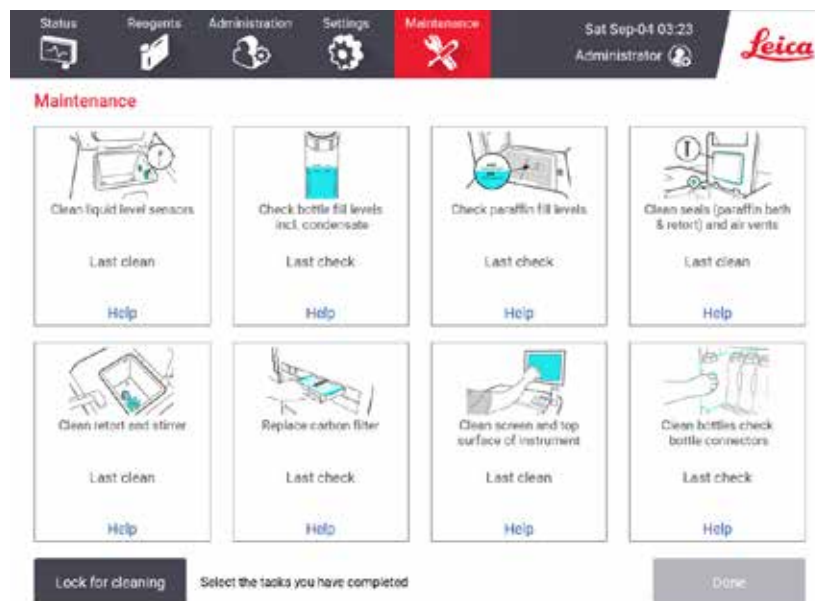 Status Reagents Administration Settings Maintenance Sat Sep-04 03:23
Administrator
Leica
Maintenance
Clean liquid level sensors
Last clean
Help
Check bottle fill levels
incl. condensate
Last check
Help
Check paraffin fill levels
Last check
Help
Clean seals (paraffin bath
& retort) and air vents
Last clean
Help
Clean retort and stirrer
Last clean
Help
Replace carbon filter
Last check
Help
Clean screen and top
surface of instrument
Last clean
Help
Clean bottles check
bottle connectors
Last check
Help
Lock for cleaning Select the tasks you have completed Done